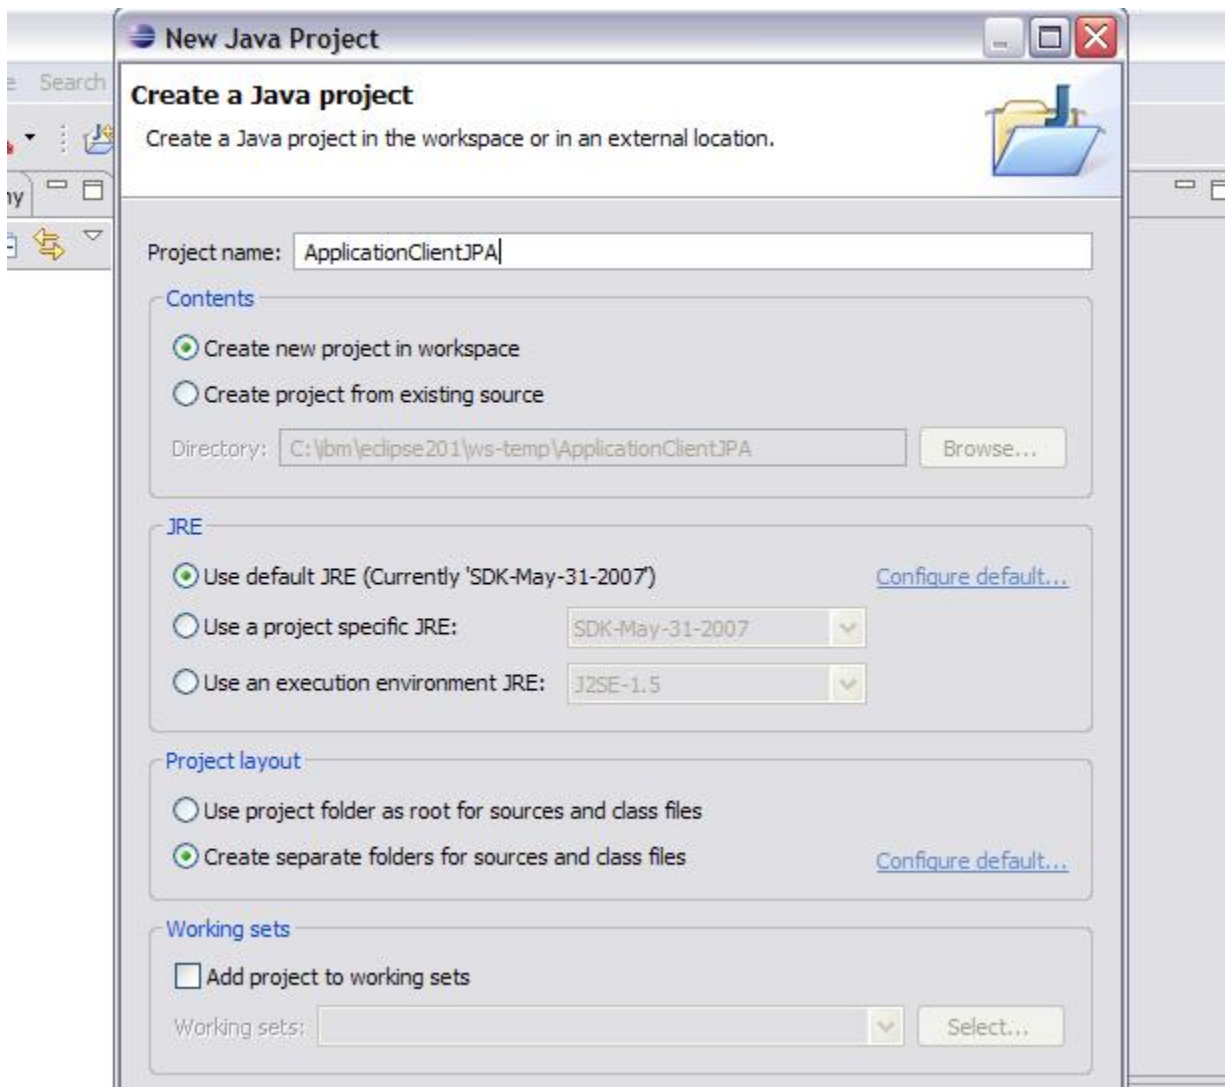 New Java Project
Search
Create a Java project
Create a Java project in the workspace or in an external location.
Project name: ApplicationClientJPA
Contents
Create new project in workspace
Create project from existing source
Directory: C:\ibm\eclipse201\ws-temp\ApplicationClientJPA Browse...
JRE
Use default JRE (Currently 'SDK-May-31-2007') Configure default...
Use a project specific JRE: SDK-May-31-2007
Use an execution environment JRE: J2SE-1.5
Project layout
Use project folder as root for sources and class files
Create separate folders for sources and class files Configure default...
Working sets
Add project to working sets
Working sets: Select...